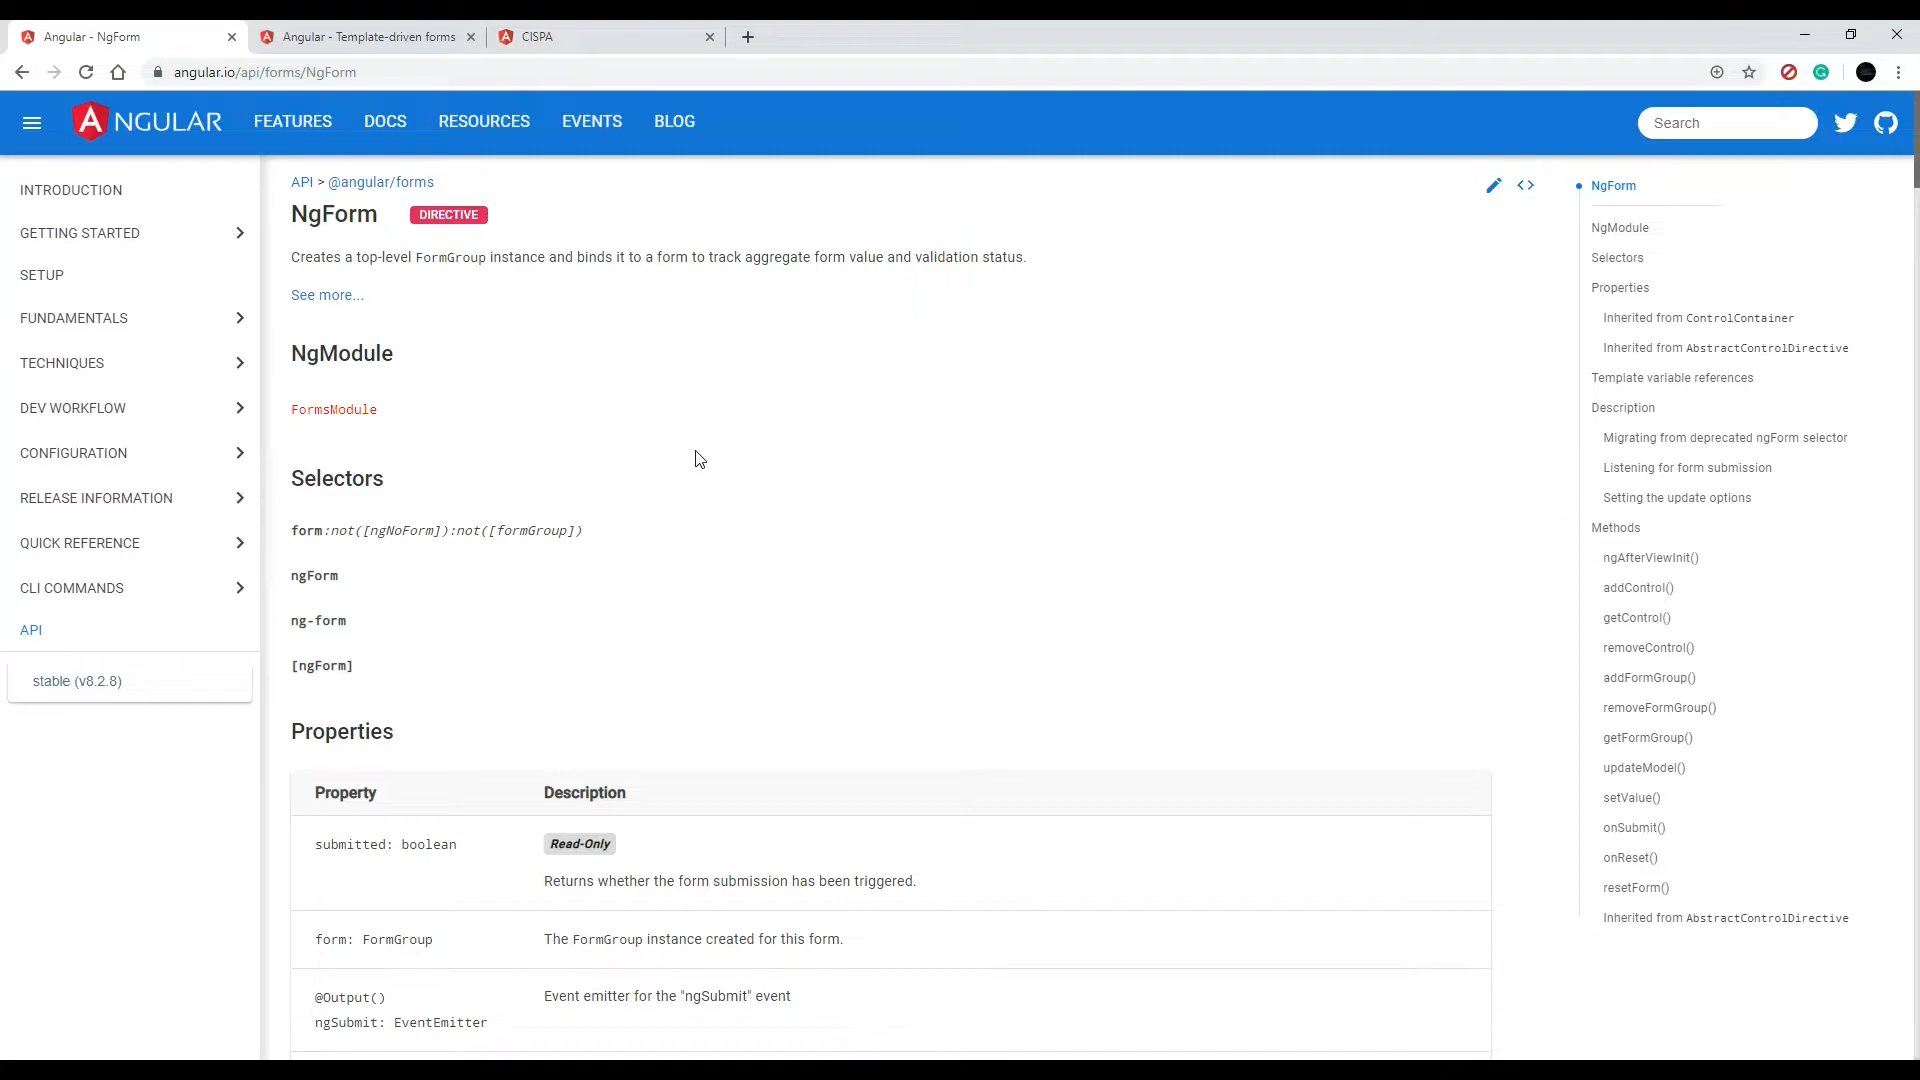 Angular - NgForm
Angular - Template-driven forms
CISPA
angular.io/api/forms/NgForm
ANGULAR
FEATURES
DOCS
RESOURCES
EVENTS
BLOG
Search
INTRODUCTION
GETTING STARTED
SETUP
FUNDAMENTALS
TECHNIQUES
DEV WORKFLOW
CONFIGURATION
RELEASE INFORMATION
QUICK REFERENCE
CLI COMMANDS
API
stable (v8.2.8)
API > @angular/forms
NgForm DIRECTIVE
Creates a top-level FormGroup instance and binds it to a form to track aggregate form value and validation status.
See more...
NgModule
FormsModule
Selectors
form:not([ngNoForm]):not([formGroup])
ngForm
ng-form
[ngForm]
Properties
Property Description
submitted: boolean Read-Only
Returns whether the form submission has been triggered.
form: FormGroup The FormGroup instance created for this form.
@Output() Event emitter for the "ngSubmit" event
ngSubmit: EventEmitter
NgForm
NgModule
Selectors
Properties
Inherited from ControlContainer
Inherited from AbstractControlDirective
Template variable references
Description
Migrating from deprecated ngForm selector
Listening for form submission
Setting the update options
Methods
ngAfterViewInit()
addControl()
getControl()
removeControl()
addFormGroup()
removeFormGroup()
getFormGroup()
updateModel()
setValue()
onSubmit()
onReset()
resetForm()
Inherited from AbstractControlDirective